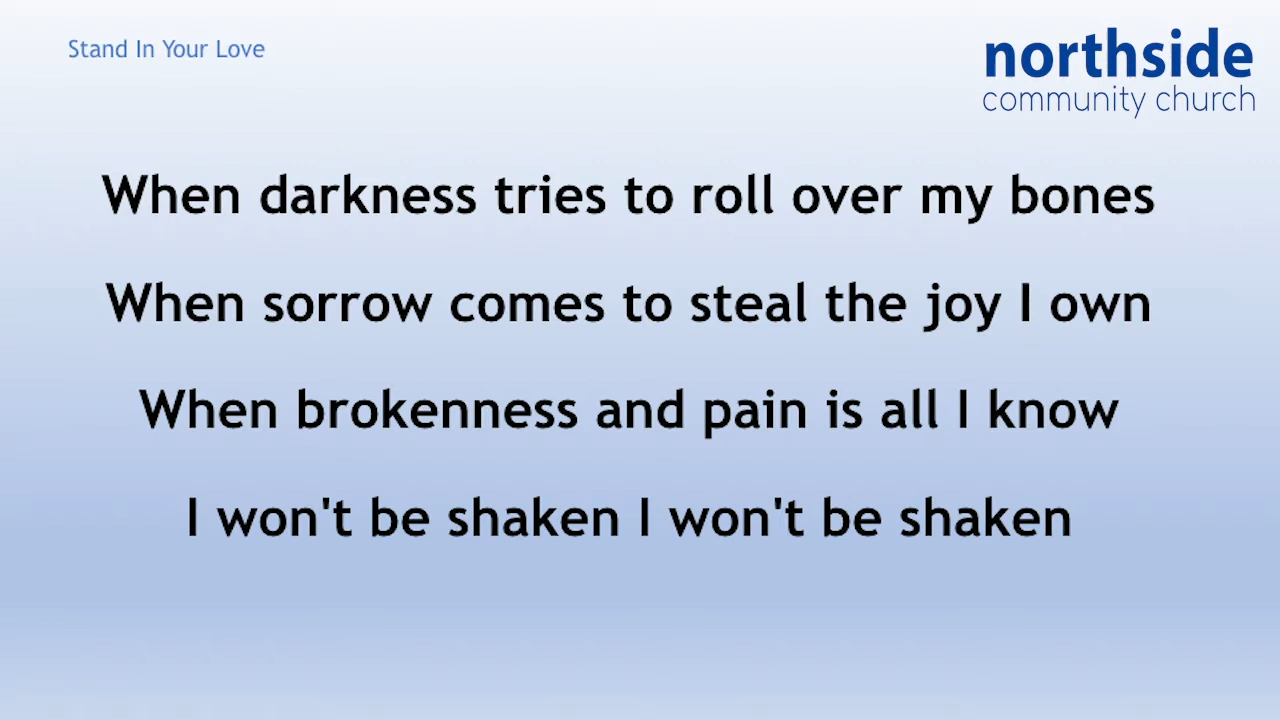 Stand In Your Love
northside
community church
When darkness tries to roll over my bones
When sorrow comes to steal the joy I own
When brokenness and pain is all I know
I won't be shaken I won't be shaken